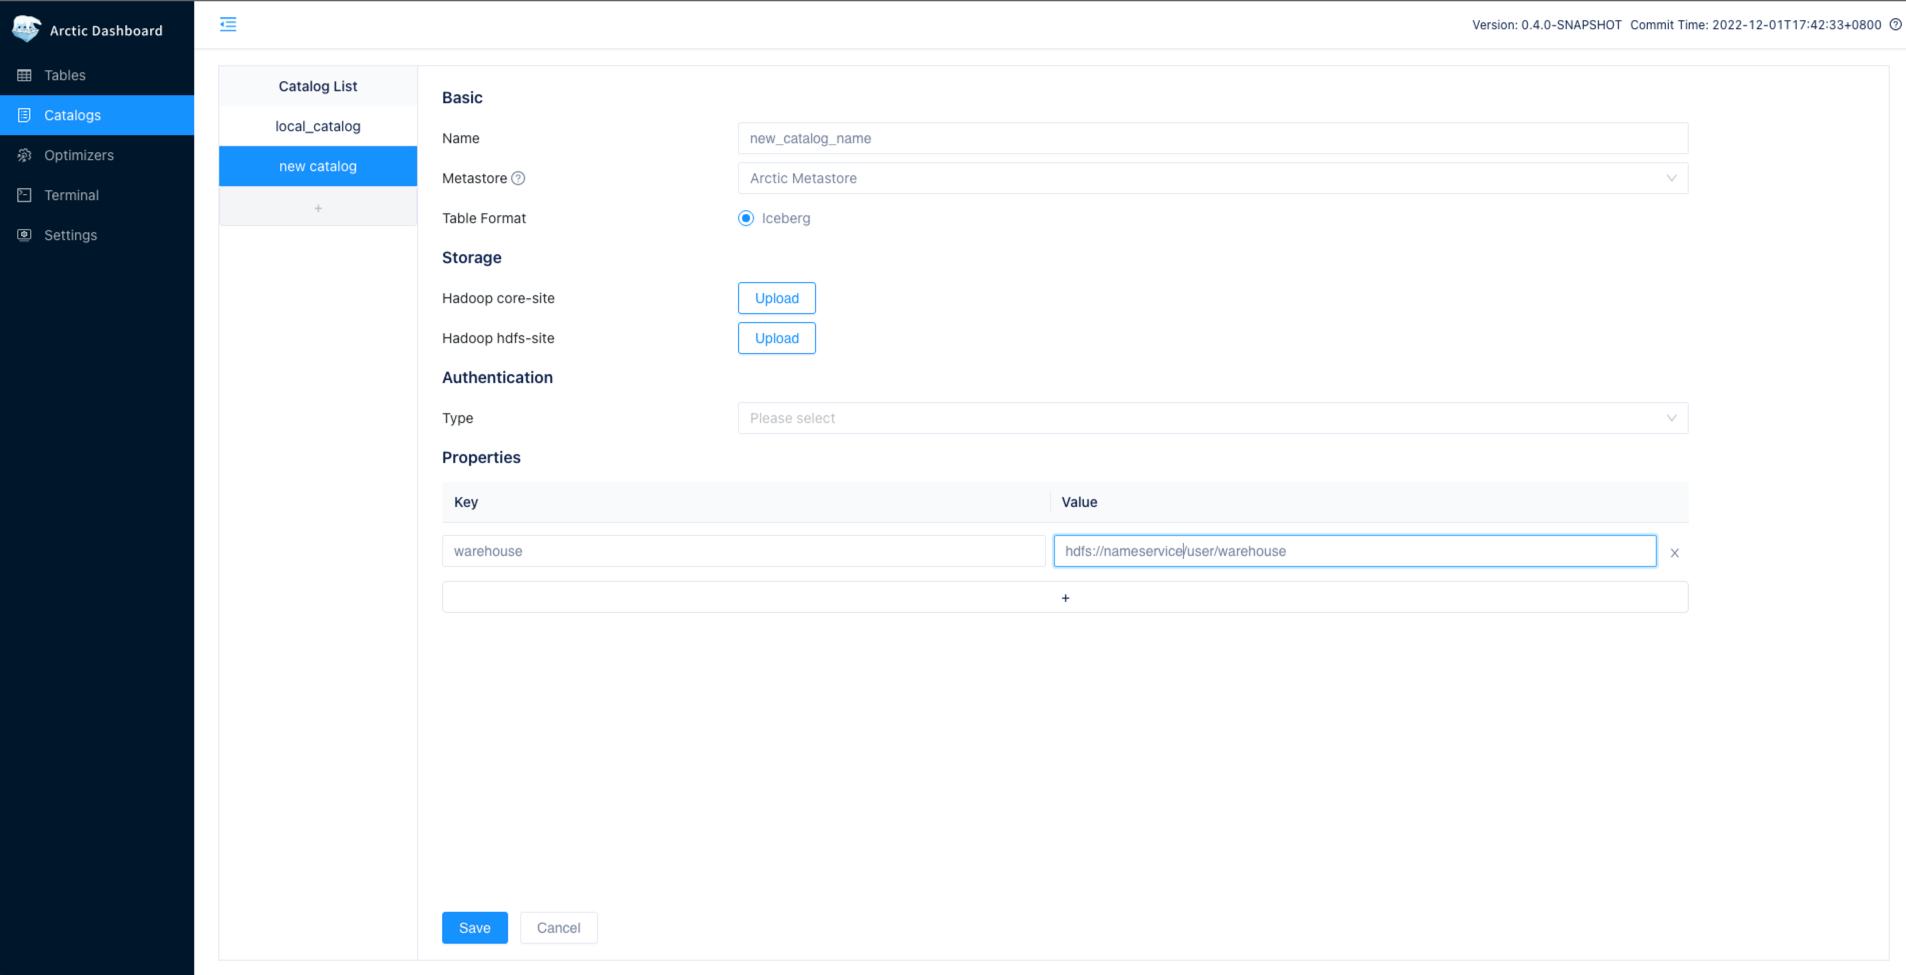 Arctic Dashboard
Version: 0.4.0-SNAPSHOT Commit Time: 2022-12-01T17:42:33+0800
Tables
Catalogs
Optimizers
Terminal
Settings
Catalog List
local_catalog
new catalog
+
Basic
Name new_catalog_name
Metastore Arctic Metastore
Table Format Iceberg
Storage
Hadoop core-site Upload
Hadoop hdfs-site Upload
Authentication
Type Please select
Properties
Key Value
warehouse hdfs://nameservice/user/warehouse x
+
Save Cancel